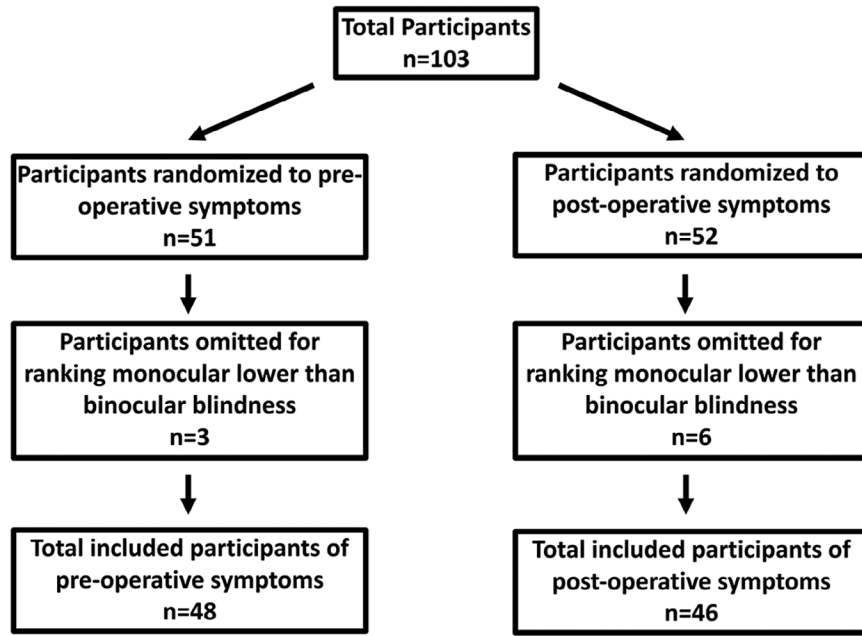 Total Participants
n=103
Participants randomized to pre-
operative symptoms
n=51
Participants randomized to
post-operative symptoms
n=52
Participants omitted for
ranking monocular lower than
binocular blindness
n=3
Participants omitted for
ranking monocular lower than
binocular blindness
n=6
Total included participants of
pre-operative symptoms
n=48
Total included participants of
post-operative symptoms
n=46